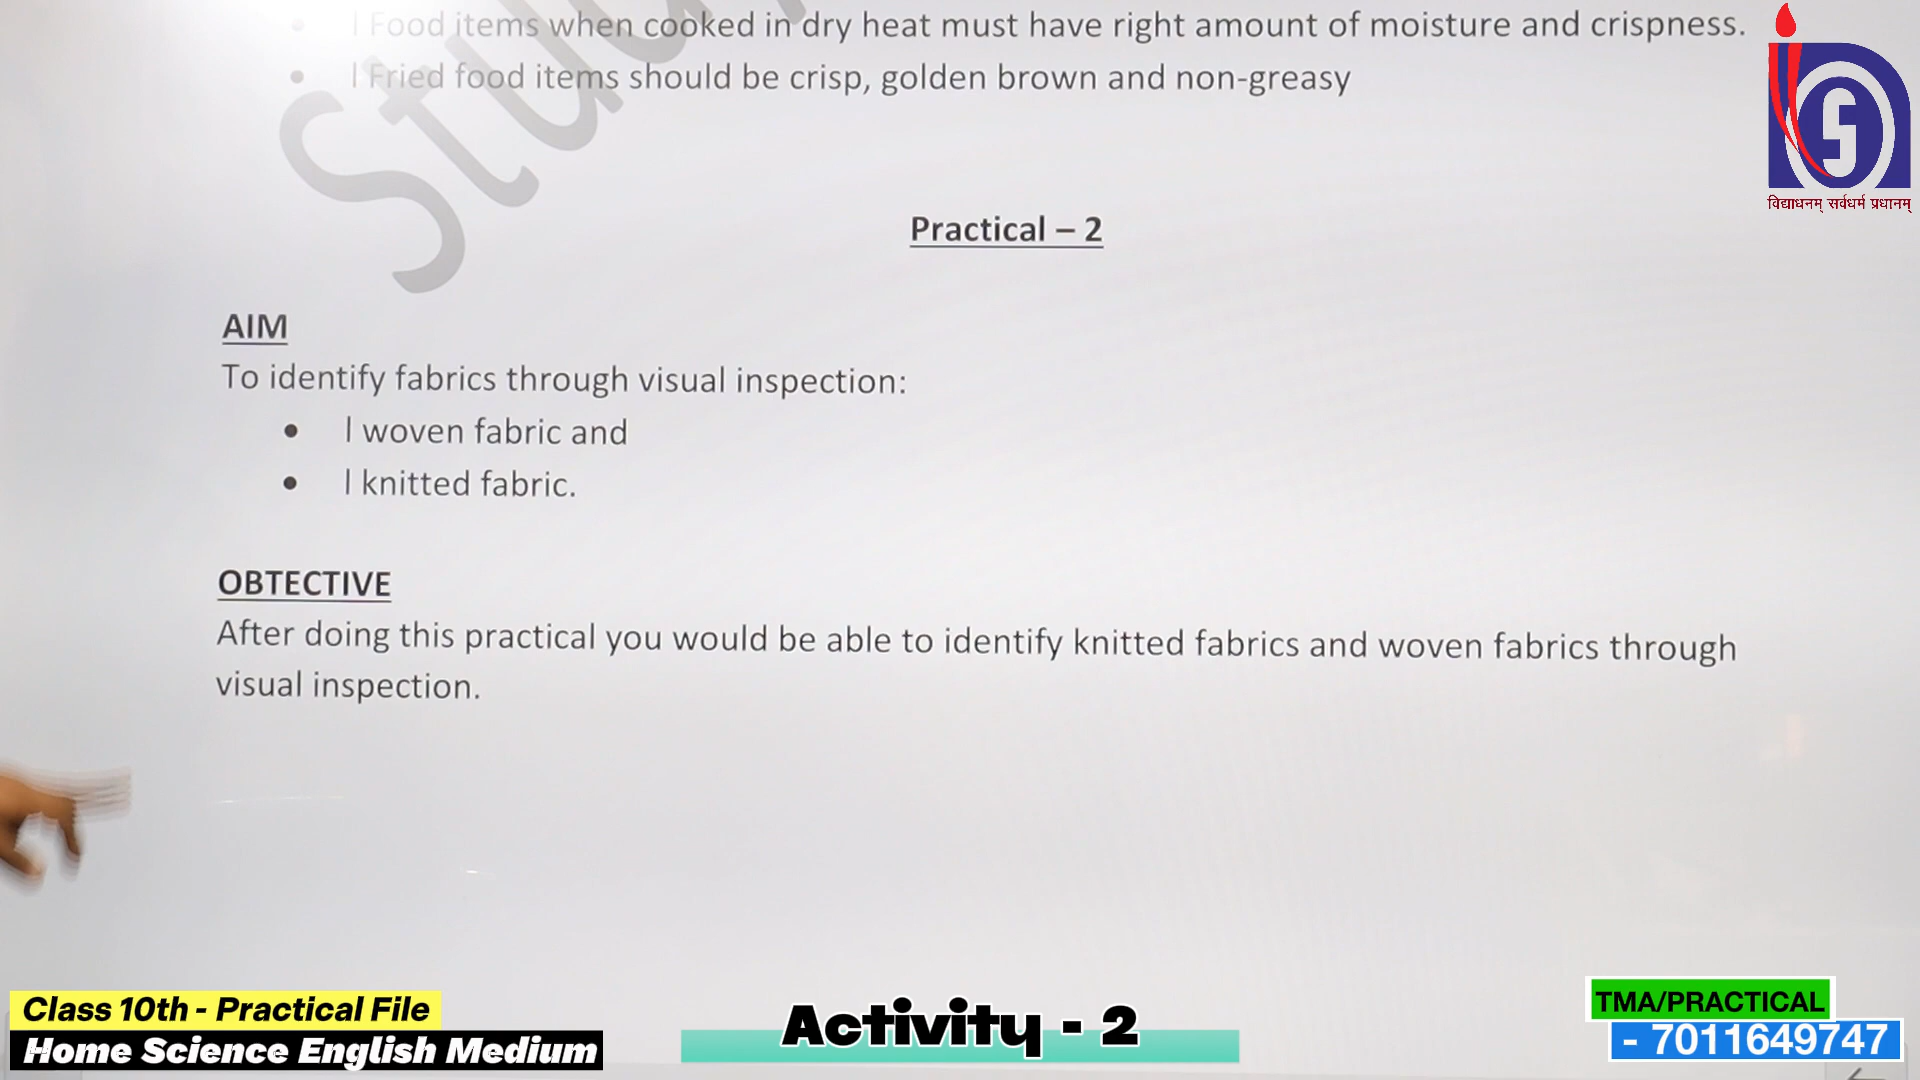 • l Food items when cooked in dry heat must have right amount of moisture and crispness.
• l Fried food items should be crisp, golden brown and non-greasy
विद्याधनम् सर्वधर्म प्रधानम्
Practical – 2
AIM
To identify fabrics through visual inspection:
• l woven fabric and
• l knitted fabric.
OBTECTIVE
After doing this practical you would be able to identify knitted fabrics and woven fabrics through
visual inspection.
Class 10th - Practical File
Home Science English Medium
Activity - 2
TMA/PRACTICAL
- 7011649747